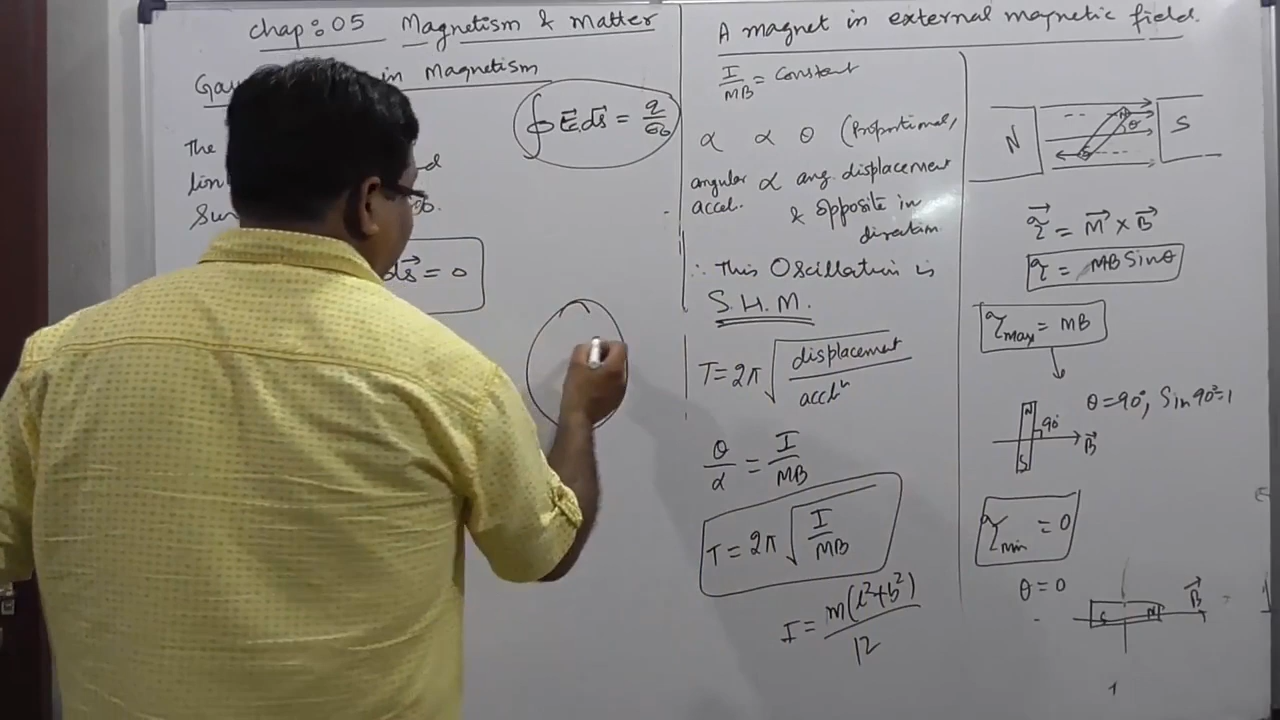 Chap: 05 Magnetism & Matter
in Magnetism
∮ E⃗ ds⃗ = q/ε₀
The
lin
Sur
ds⃗ = 0
A magnet in external magnetic field.
I/MB = Constant
α ∝ θ (Proportional,
angular accel. ∝ ang. displacement
& opposite in
direction
∴ This Oscillation is
S.H.M.
T = 2π √(displacement/accl^n)
θ/α = I/MB
T = 2π √(I/MB)
I = m(l²+b²)/12
N S
N θ
S
τ⃗ = M⃗ × B⃗
τ = MB Sinθ
τmax = MB
θ = 90°, Sin 90° = 1
N 90°
S B⃗
τmin = 0
θ = 0
S N B⃗